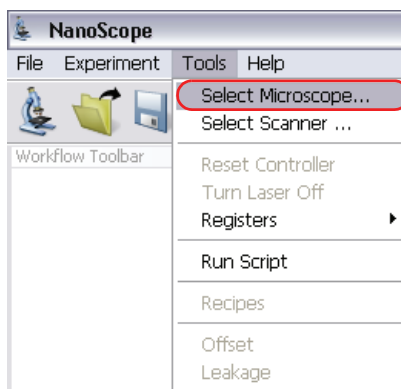 NanoScope
File Experiment Tools Help
Select Microscope...
Select Scanner ...
Workflow Toolbar
Reset Controller
Turn Laser Off
Registers
Run Script
Recipes
Offset
Leakage